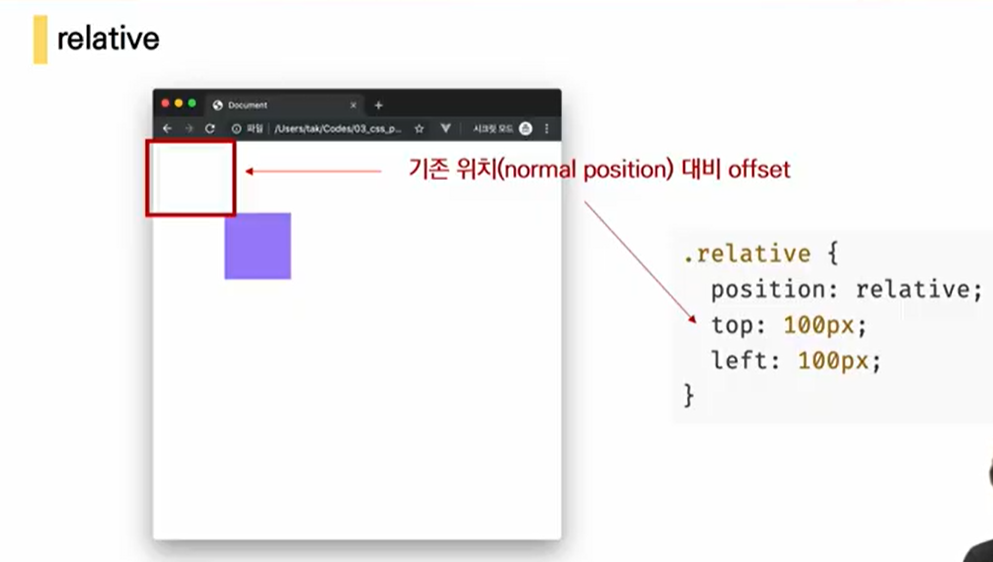 relative
Document
파일 | /Users/tak/Codes/03_css_p... 시크릿 모드
기존 위치(normal position) 대비 offset
.relative {
position: relative;
top: 100px;
left: 100px;
}